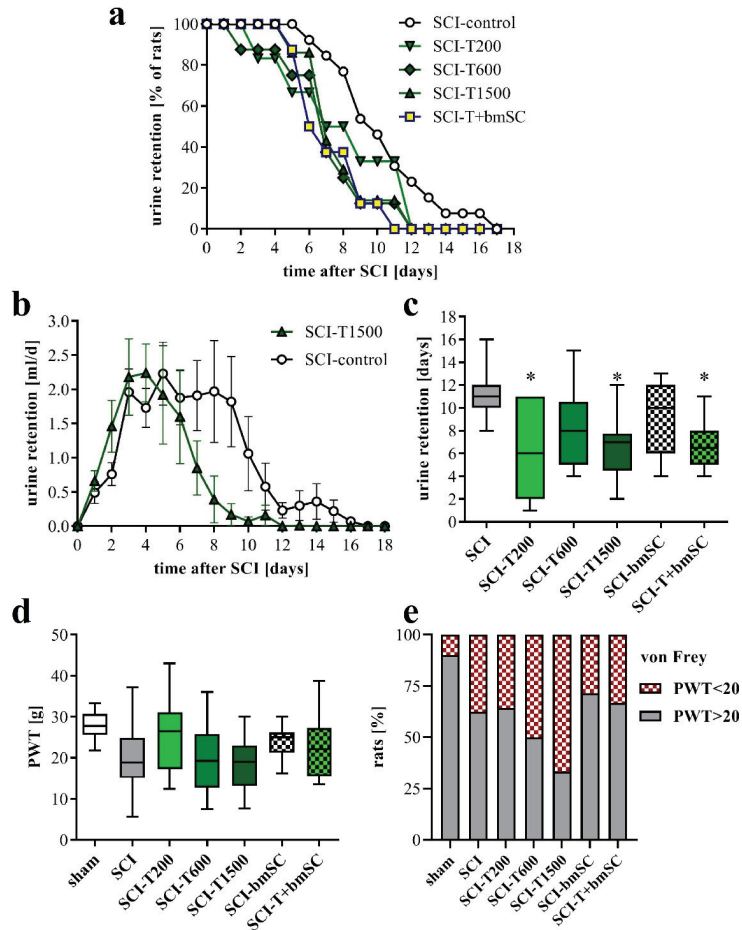 a
urine retention [% of rats]
100
80
60
40
20
0
0 2 4 6 8 10 12 14 16 18
time after SCI [days]
SCI-control
SCI-T200
SCI-T600
SCI-T1500
SCI-T+bmSC
b
urine retention [ml/d]
3.0
2.5
2.0
1.5
1.0
0.5
0.0
0 2 4 6 8 10 12 14 16 18
time after SCI [days]
SCI-T1500
SCI-control
c
urine retention [days]
18
16
14
12
10
8
6
4
2
0
* * *
SCI
SCI-T200
SCI-T600
SCI-T1500
SCI-bmSC
SCI-T+bmSC
d
PWT [g]
50
40
30
20
10
0
sham
SCI
SCI-T200
SCI-T600
SCI-T1500
SCI-bmSC
SCI-T+bmSC
e
rats [%]
100
50
0
sham
SCI
SCI-T200
SCI-T600
SCI-T1500
SCI-bmSC
SCI-T+bmSC
von Frey
PWT<20
PWT>20